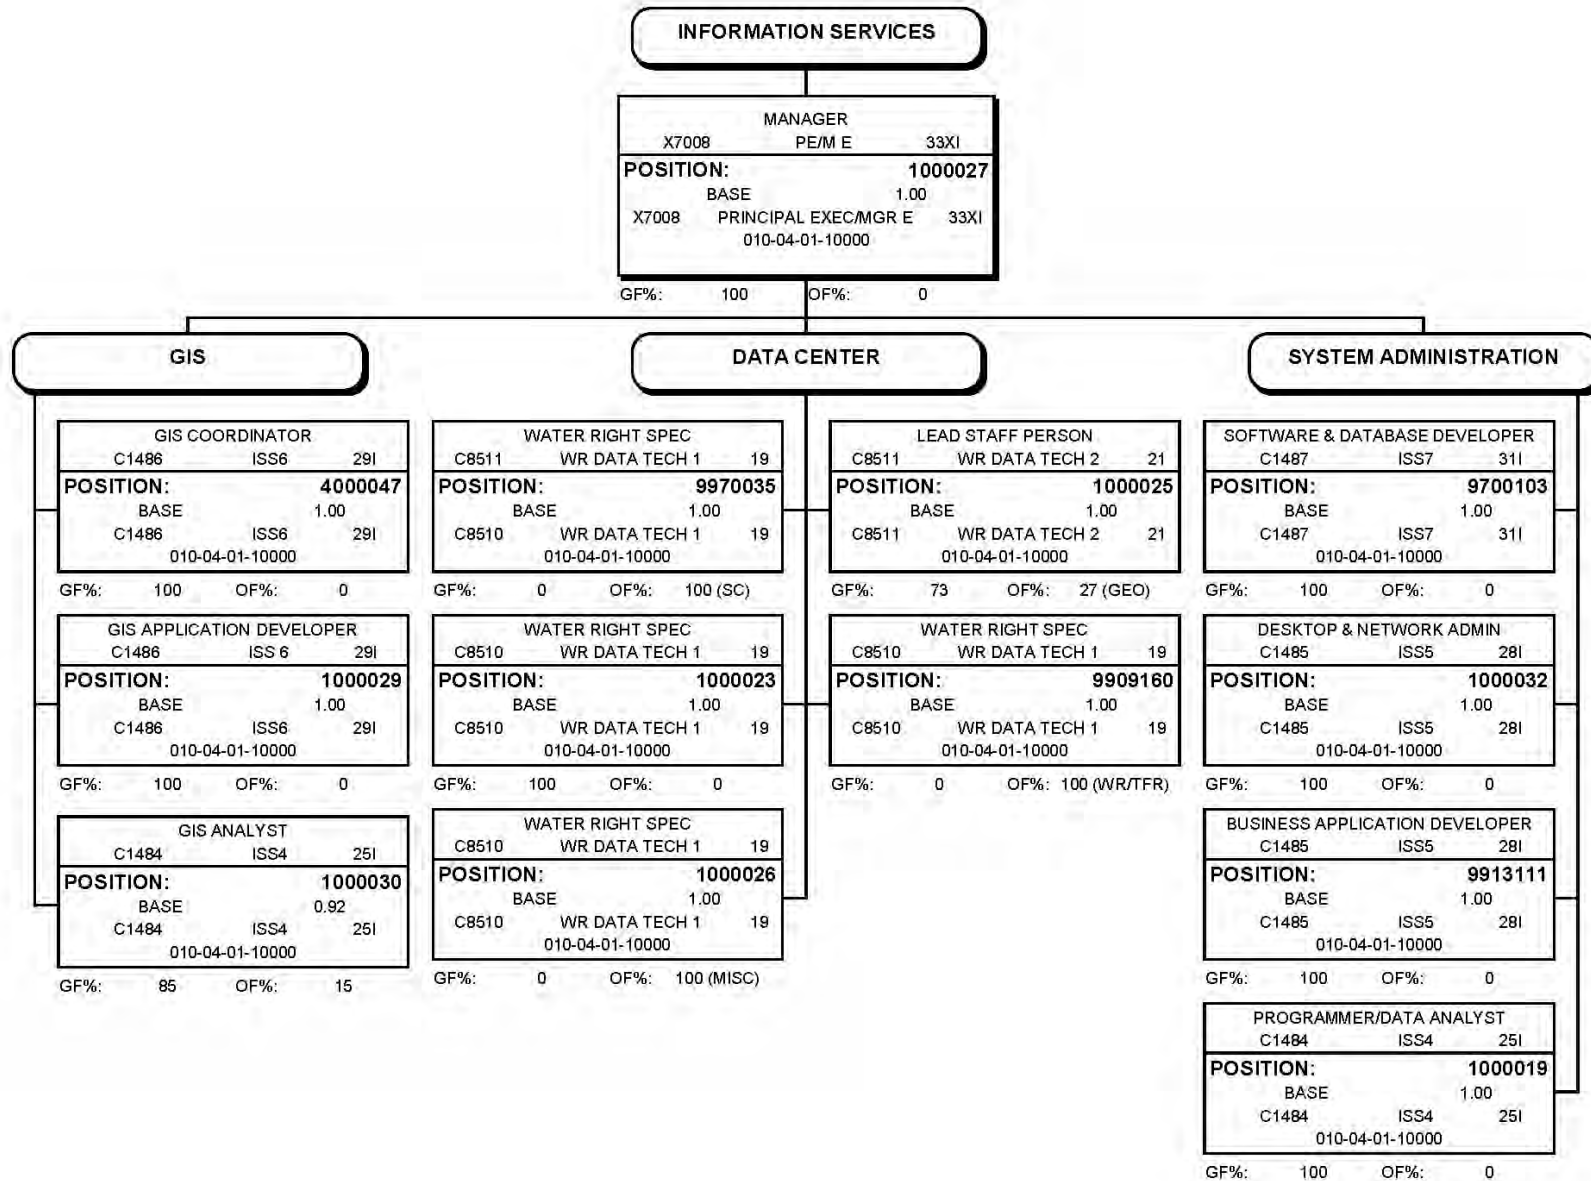 INFORMATION SERVICES
MANAGER
X7008 PE/M E 33XI
POSITION: 1000027
BASE 1.00
X7008 PRINCIPAL EXEC/MGR E 33XI
010-04-01-10000
GF%: 100 OF%: 0
GIS
GIS COORDINATOR
C1486 ISS6 29I
POSITION: 4000047
BASE 1.00
C1486 ISS6 29I
010-04-01-10000
GF%: 100 OF%: 0
GIS APPLICATION DEVELOPER
C1486 ISS 6 29I
POSITION: 1000029
BASE 1.00
C1486 ISS6 29I
010-04-01-10000
GF%: 100 OF%: 0
GIS ANALYST
C1484 ISS4 25I
POSITION: 1000030
BASE 0.92
C1484 ISS4 25I
010-04-01-10000
GF%: 85 OF%: 15
DATA CENTER
WATER RIGHT SPEC
C8511 WR DATA TECH 1 19
POSITION: 9970035
BASE 1.00
C8510 WR DATA TECH 1 19
010-04-01-10000
GF%: 0 OF%: 100 (SC)
WATER RIGHT SPEC
C8510 WR DATA TECH 1 19
POSITION: 1000023
BASE 1.00
C8510 WR DATA TECH 1 19
010-04-01-10000
GF%: 100 OF%: 0
WATER RIGHT SPEC
C8510 WR DATA TECH 1 19
POSITION: 1000026
BASE 1.00
C8510 WR DATA TECH 1 19
010-04-01-10000
GF%: 0 OF%: 100 (MISC)
LEAD STAFF PERSON
C8511 WR DATA TECH 2 21
POSITION: 1000025
BASE 1.00
C8511 WR DATA TECH 2 21
010-04-01-10000
GF%: 73 OF%: 27 (GEO)
WATER RIGHT SPEC
C8510 WR DATA TECH 1 19
POSITION: 9909160
BASE 1.00
C8510 WR DATA TECH 1 19
010-04-01-10000
GF%: 0 OF%: 100 (WR/TFR)
SYSTEM ADMINISTRATION
SOFTWARE & DATABASE DEVELOPER
C1487 ISS7 31I
POSITION: 9700103
BASE 1.00
C1487 ISS7 31I
010-04-01-10000
GF%: 100 OF%: 0
DESKTOP & NETWORK ADMIN
C1485 ISS5 28I
POSITION: 1000032
BASE 1.00
C1485 ISS5 28I
010-04-01-10000
GF%: 100 OF%: 0
BUSINESS APPLICATION DEVELOPER
C1485 ISS5 28I
POSITION: 9913111
BASE 1.00
C1485 ISS5 28I
010-04-01-10000
GF%: 100 OF%: 0
PROGRAMMER/DATA ANALYST
C1484 ISS4 25I
POSITION: 1000019
BASE 1.00
C1484 ISS4 25I
010-04-01-10000
GF%: 100 OF%: 0